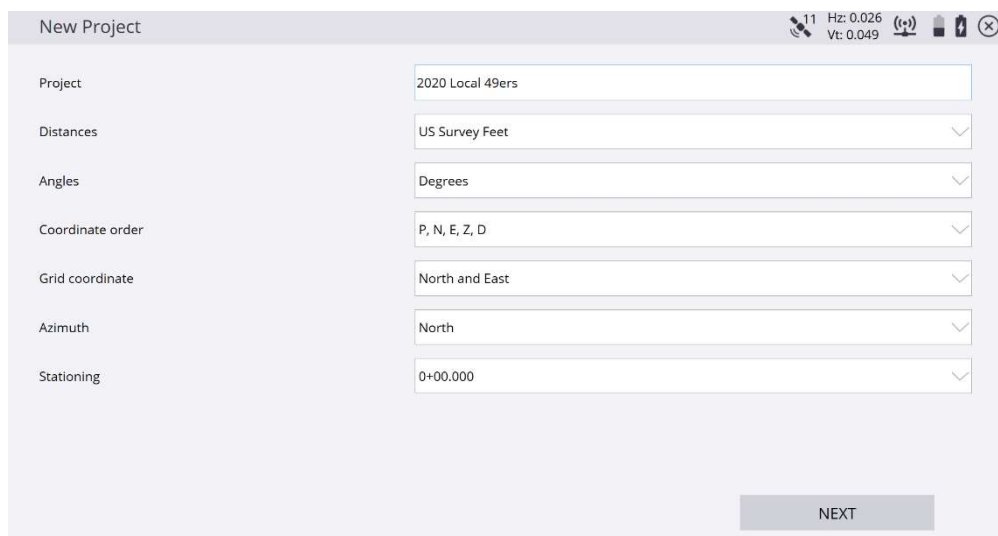 New Project
11
Hz: 0.026
Vt: 0.049
Project
2020 Local 49ers
Distances
US Survey Feet
Angles
Degrees
Coordinate order
P, N, E, Z, D
Grid coordinate
North and East
Azimuth
North
Stationing
0+00.000
NEXT